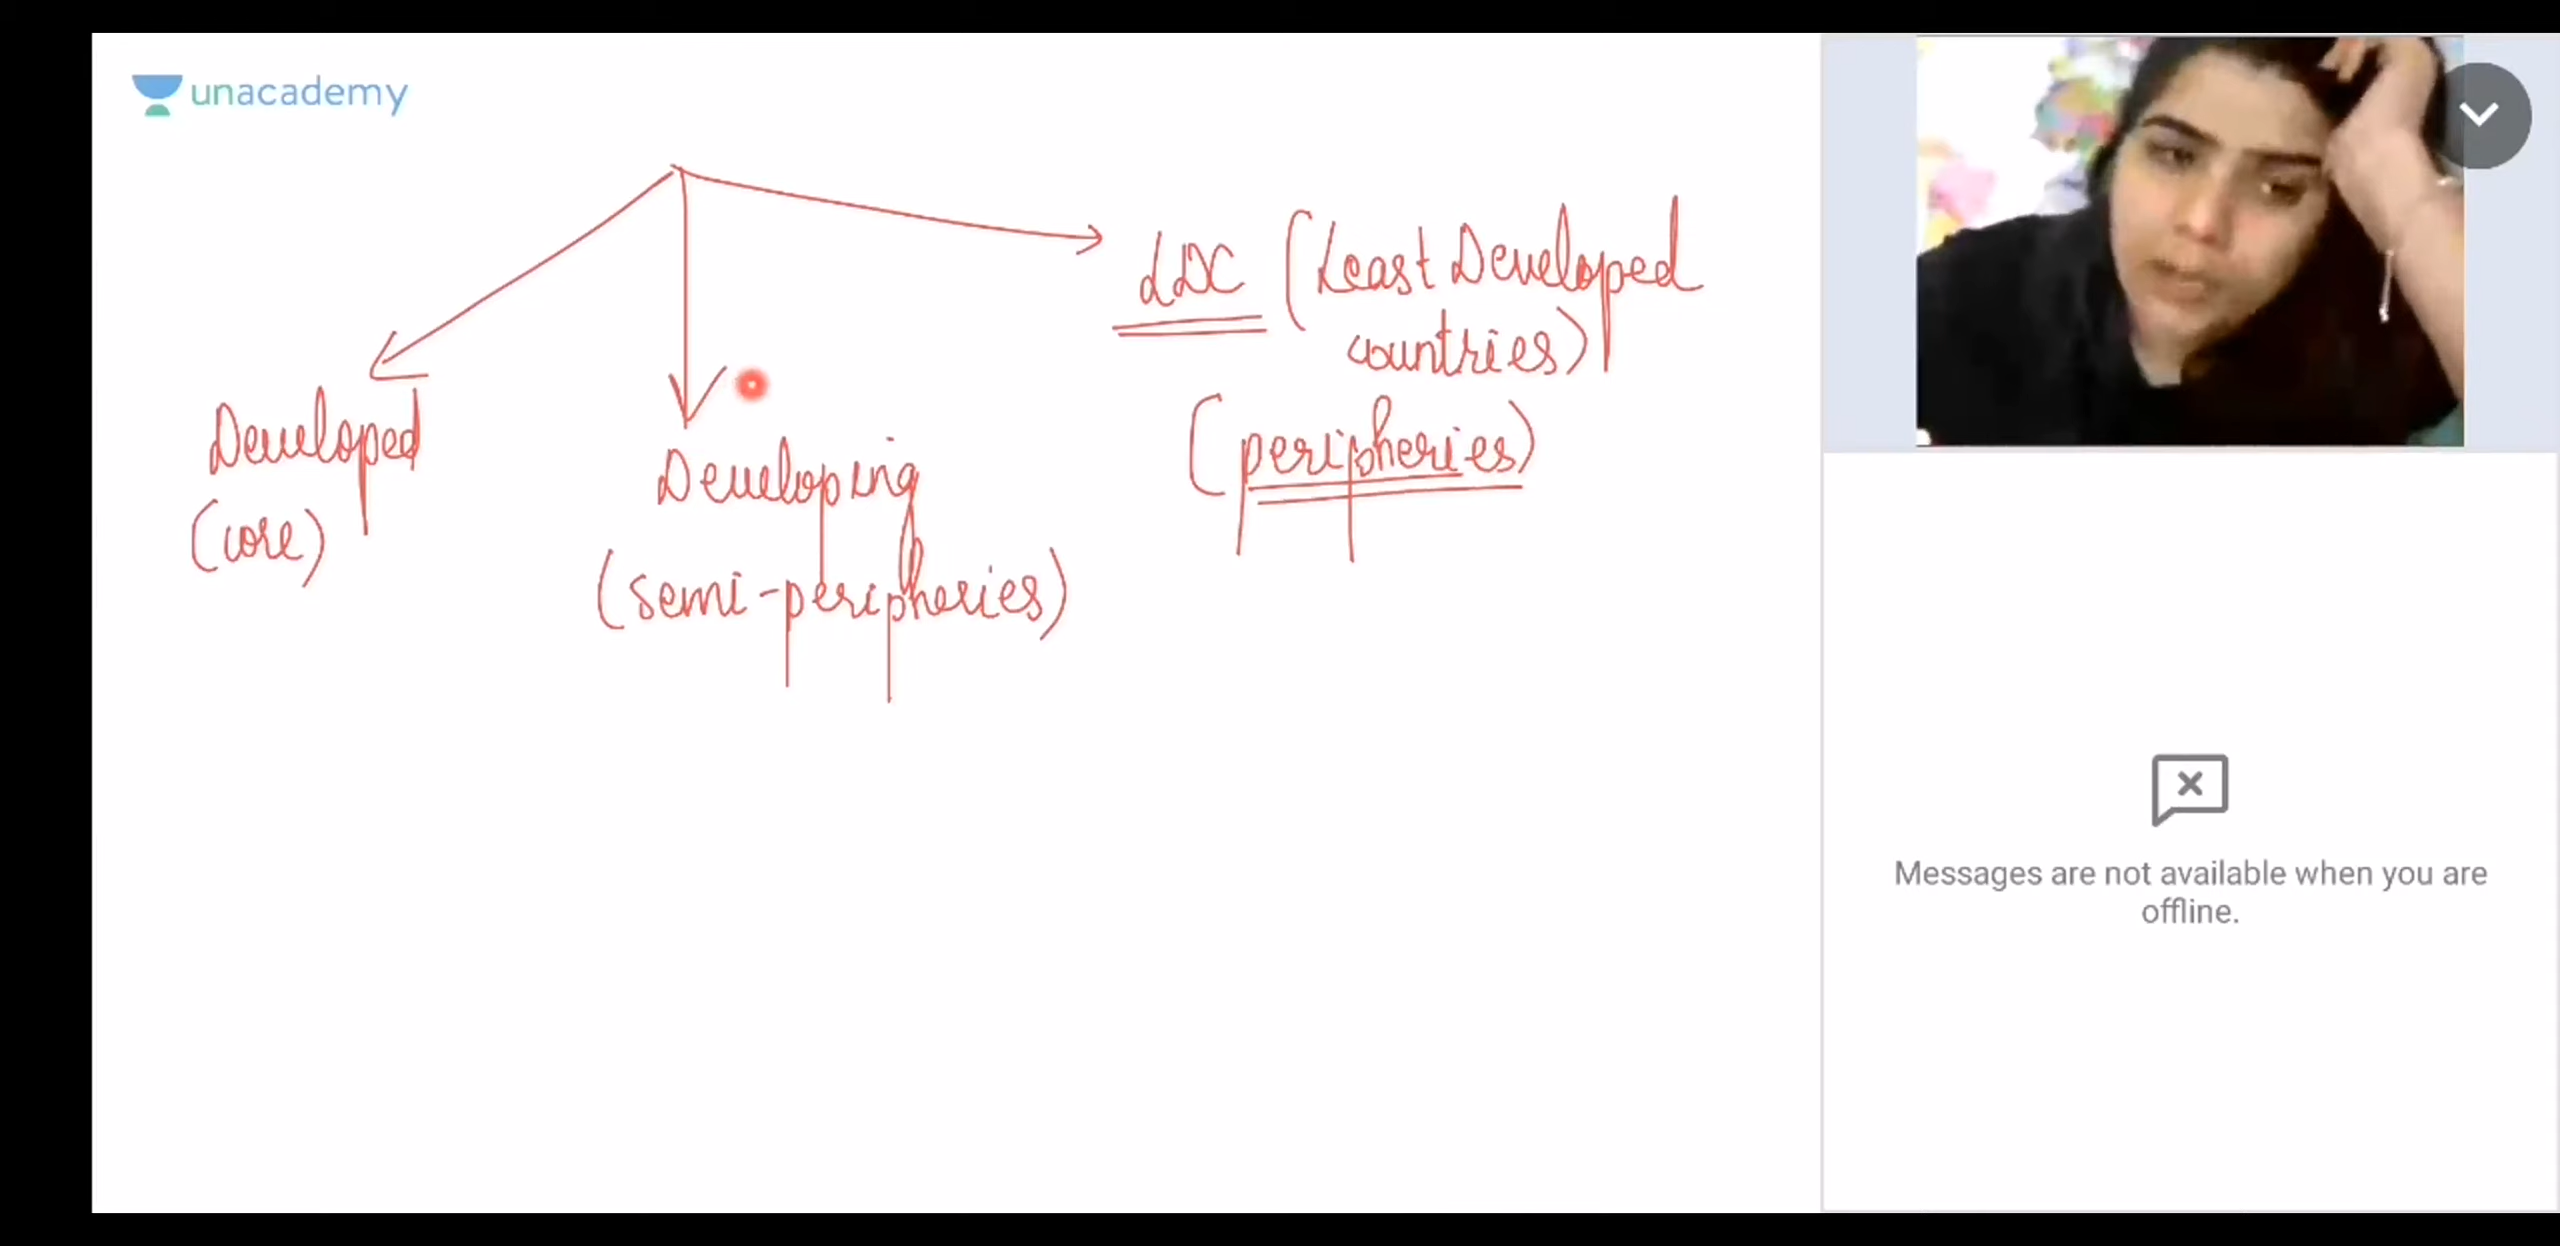 unacademy
LDC (Least Developed
countries)
(peripheries)
Developed
(core)
Developing
(semi-peripheries)
Messages are not available when you are
offline.